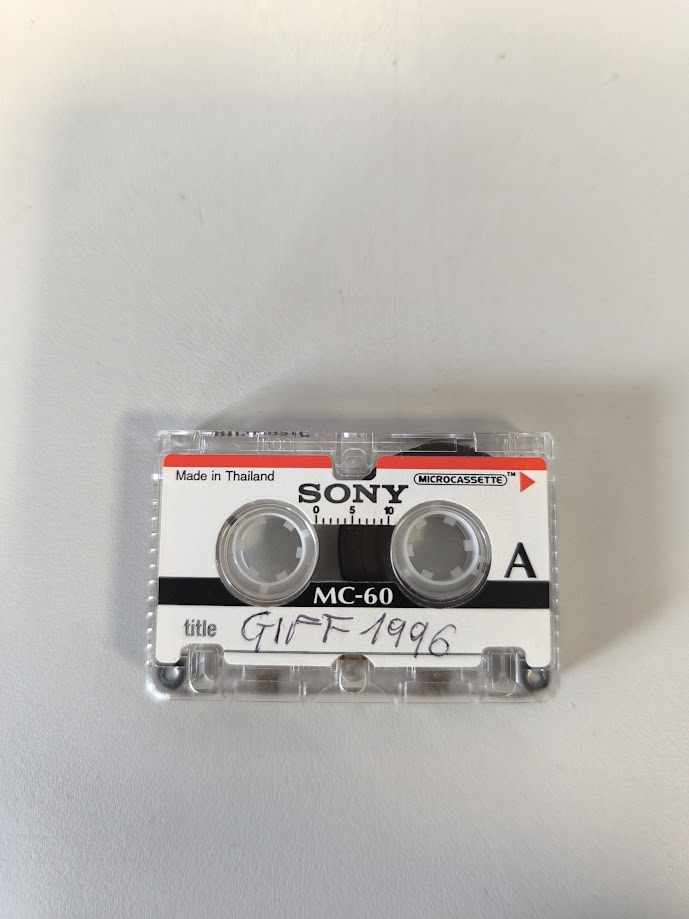 Made in Thailand
SONY
MICROCASSETTE™
0 5 10
A
MC-60
title GIFF 1996